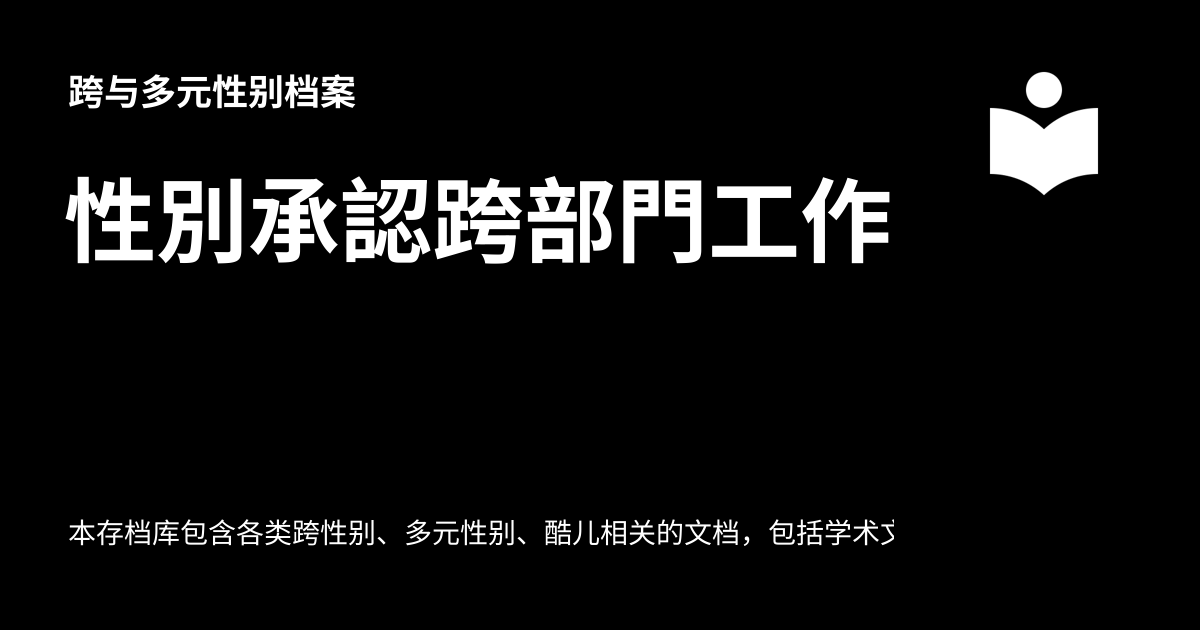 跨与多元性别档案
性別承認跨部門工作
本存档库包含各类跨性别、多元性别、酷儿相关的文档，包括学术